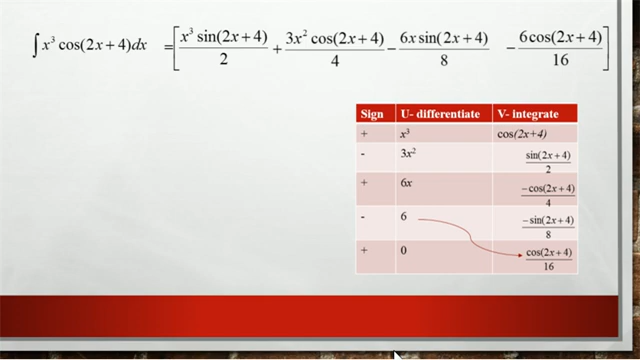 ∫x³ cos(2x+4)dx = [x³ sin(2x+4)/2 + 3x² cos(2x+4)/4 − 6x sin(2x+4)/8 − 6cos(2x+4)/16]
Sign U- differentiate V- integrate
+ x³ cos(2x+4)
- 3x² sin(2x+4)/2
+ 6x −cos(2x+4)/4
- 6 −sin(2x+4)/8
+ 0 cos(2x+4)/16